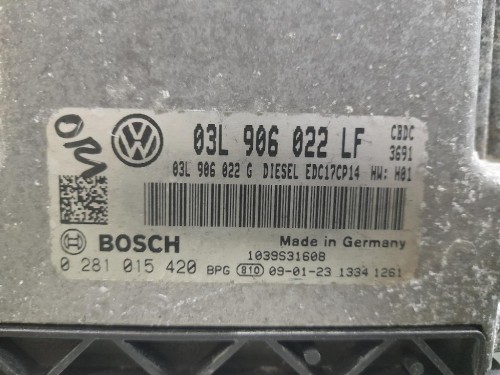 OR
03L 906 022 LF CBDC
3691
03L 906 022 G DIESEL EDC17CP14 HW: H01
BOSCH Made in Germany
1039S31608
0 281 015 420 BPG 810 09-01-23 1334 1261